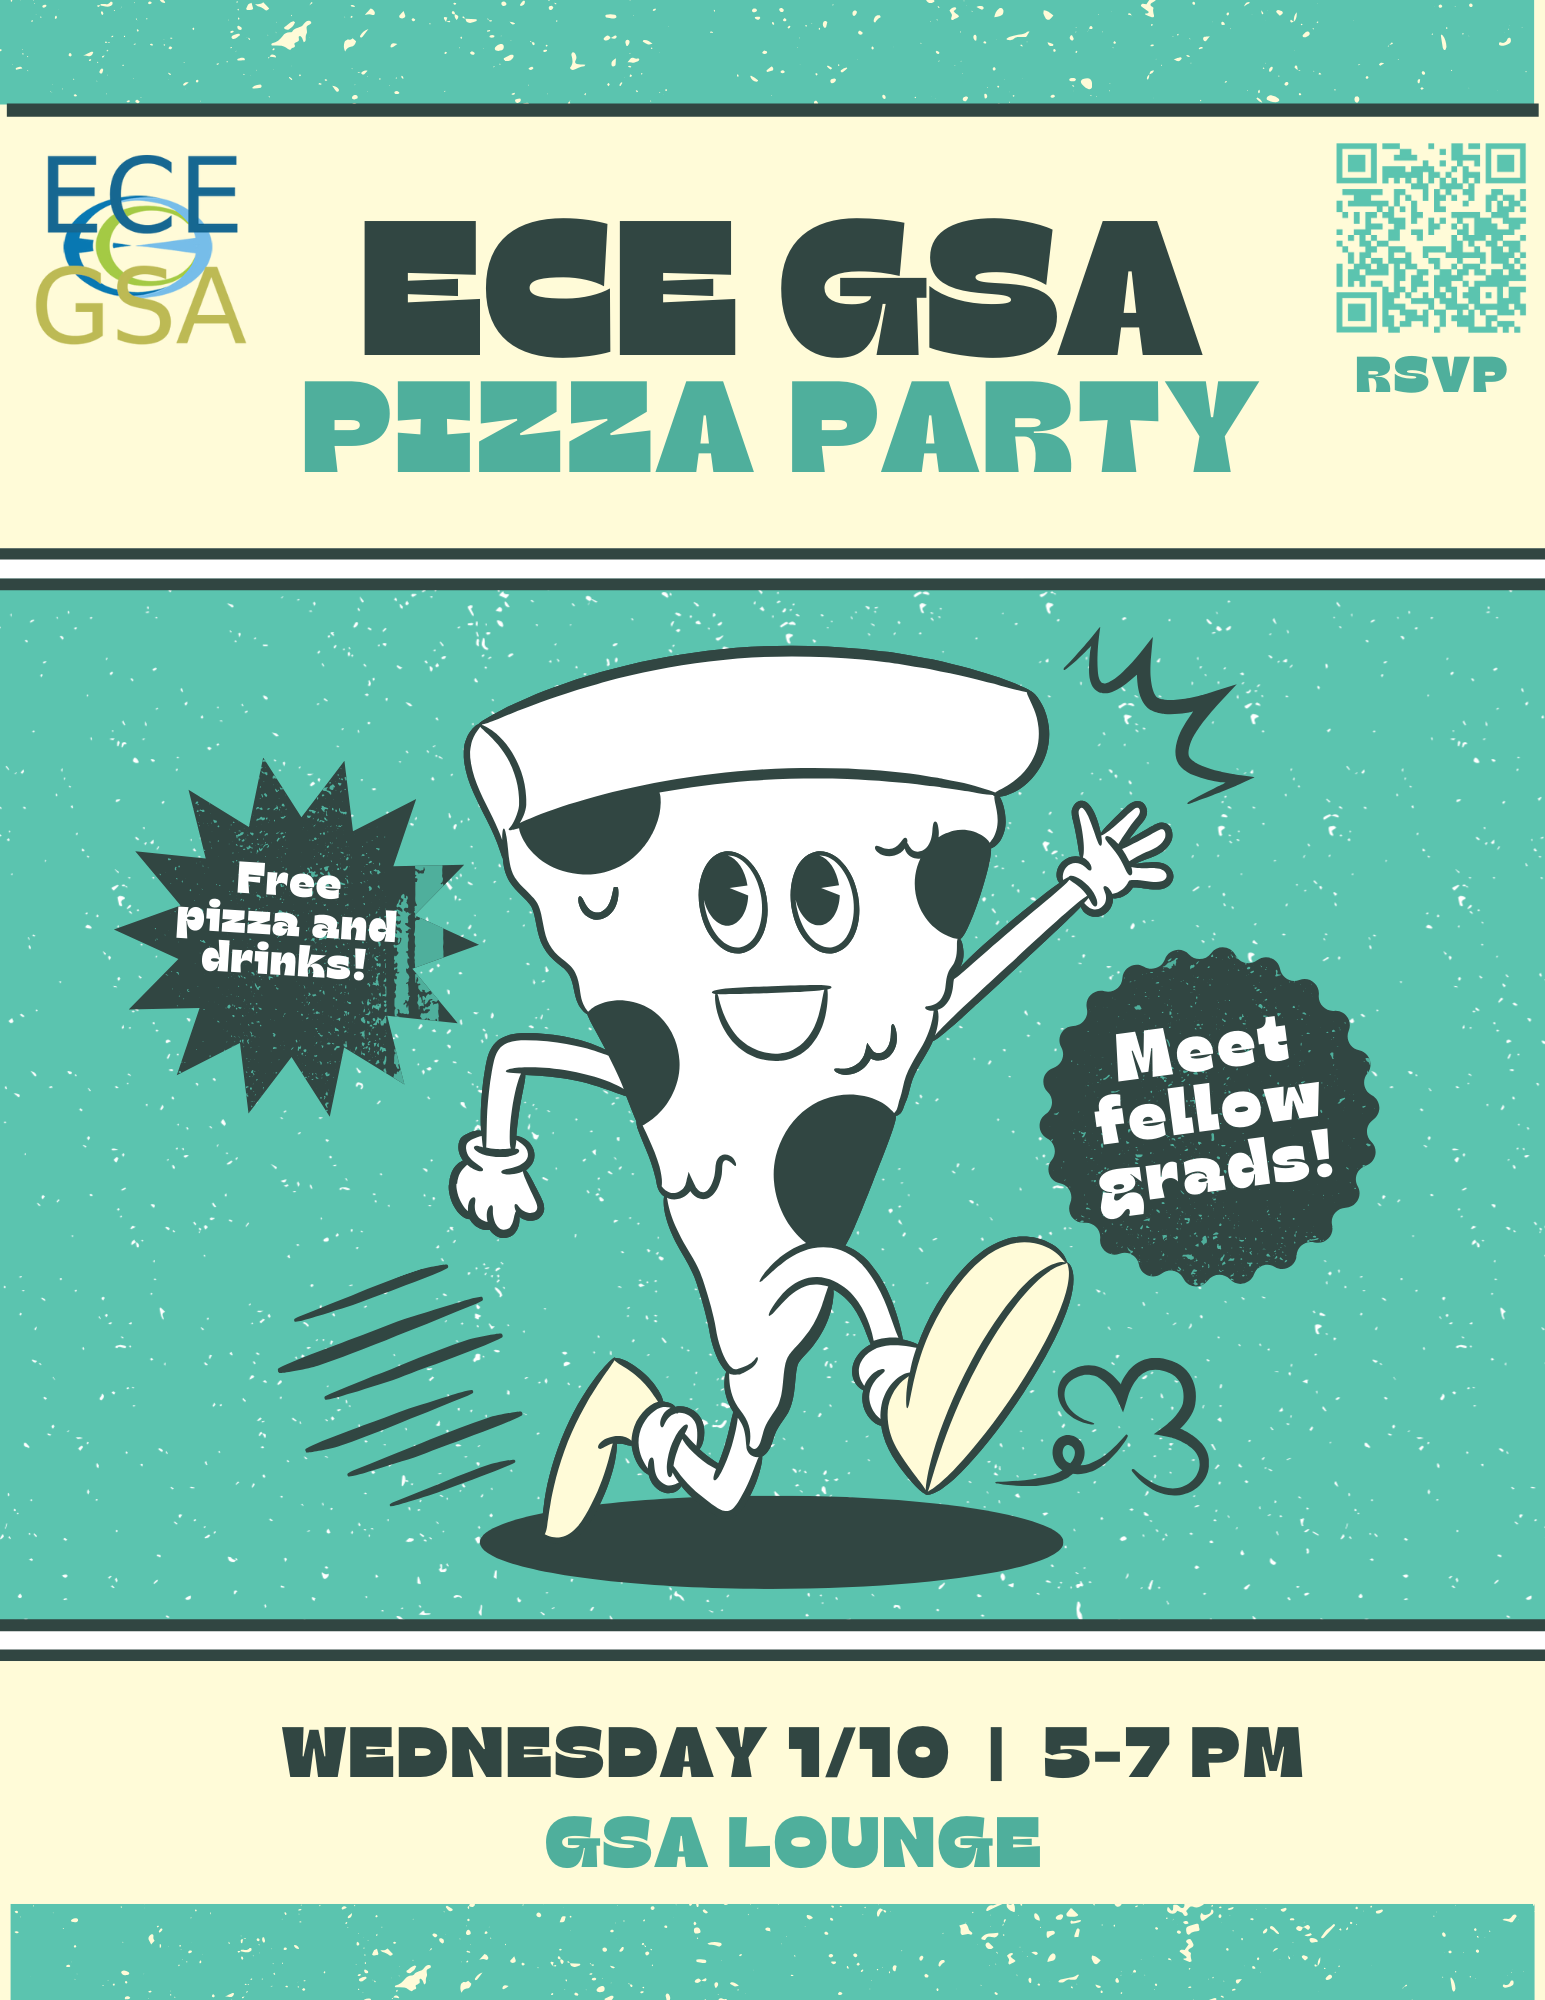 ECE
GSA
ECE GSA
PIZZA PARTY
RSVP
Free
pizza and
drinks!
Meet
fellow
grads!
WEDNESDAY 1/10 | 5-7 PM
GSA LOUNGE